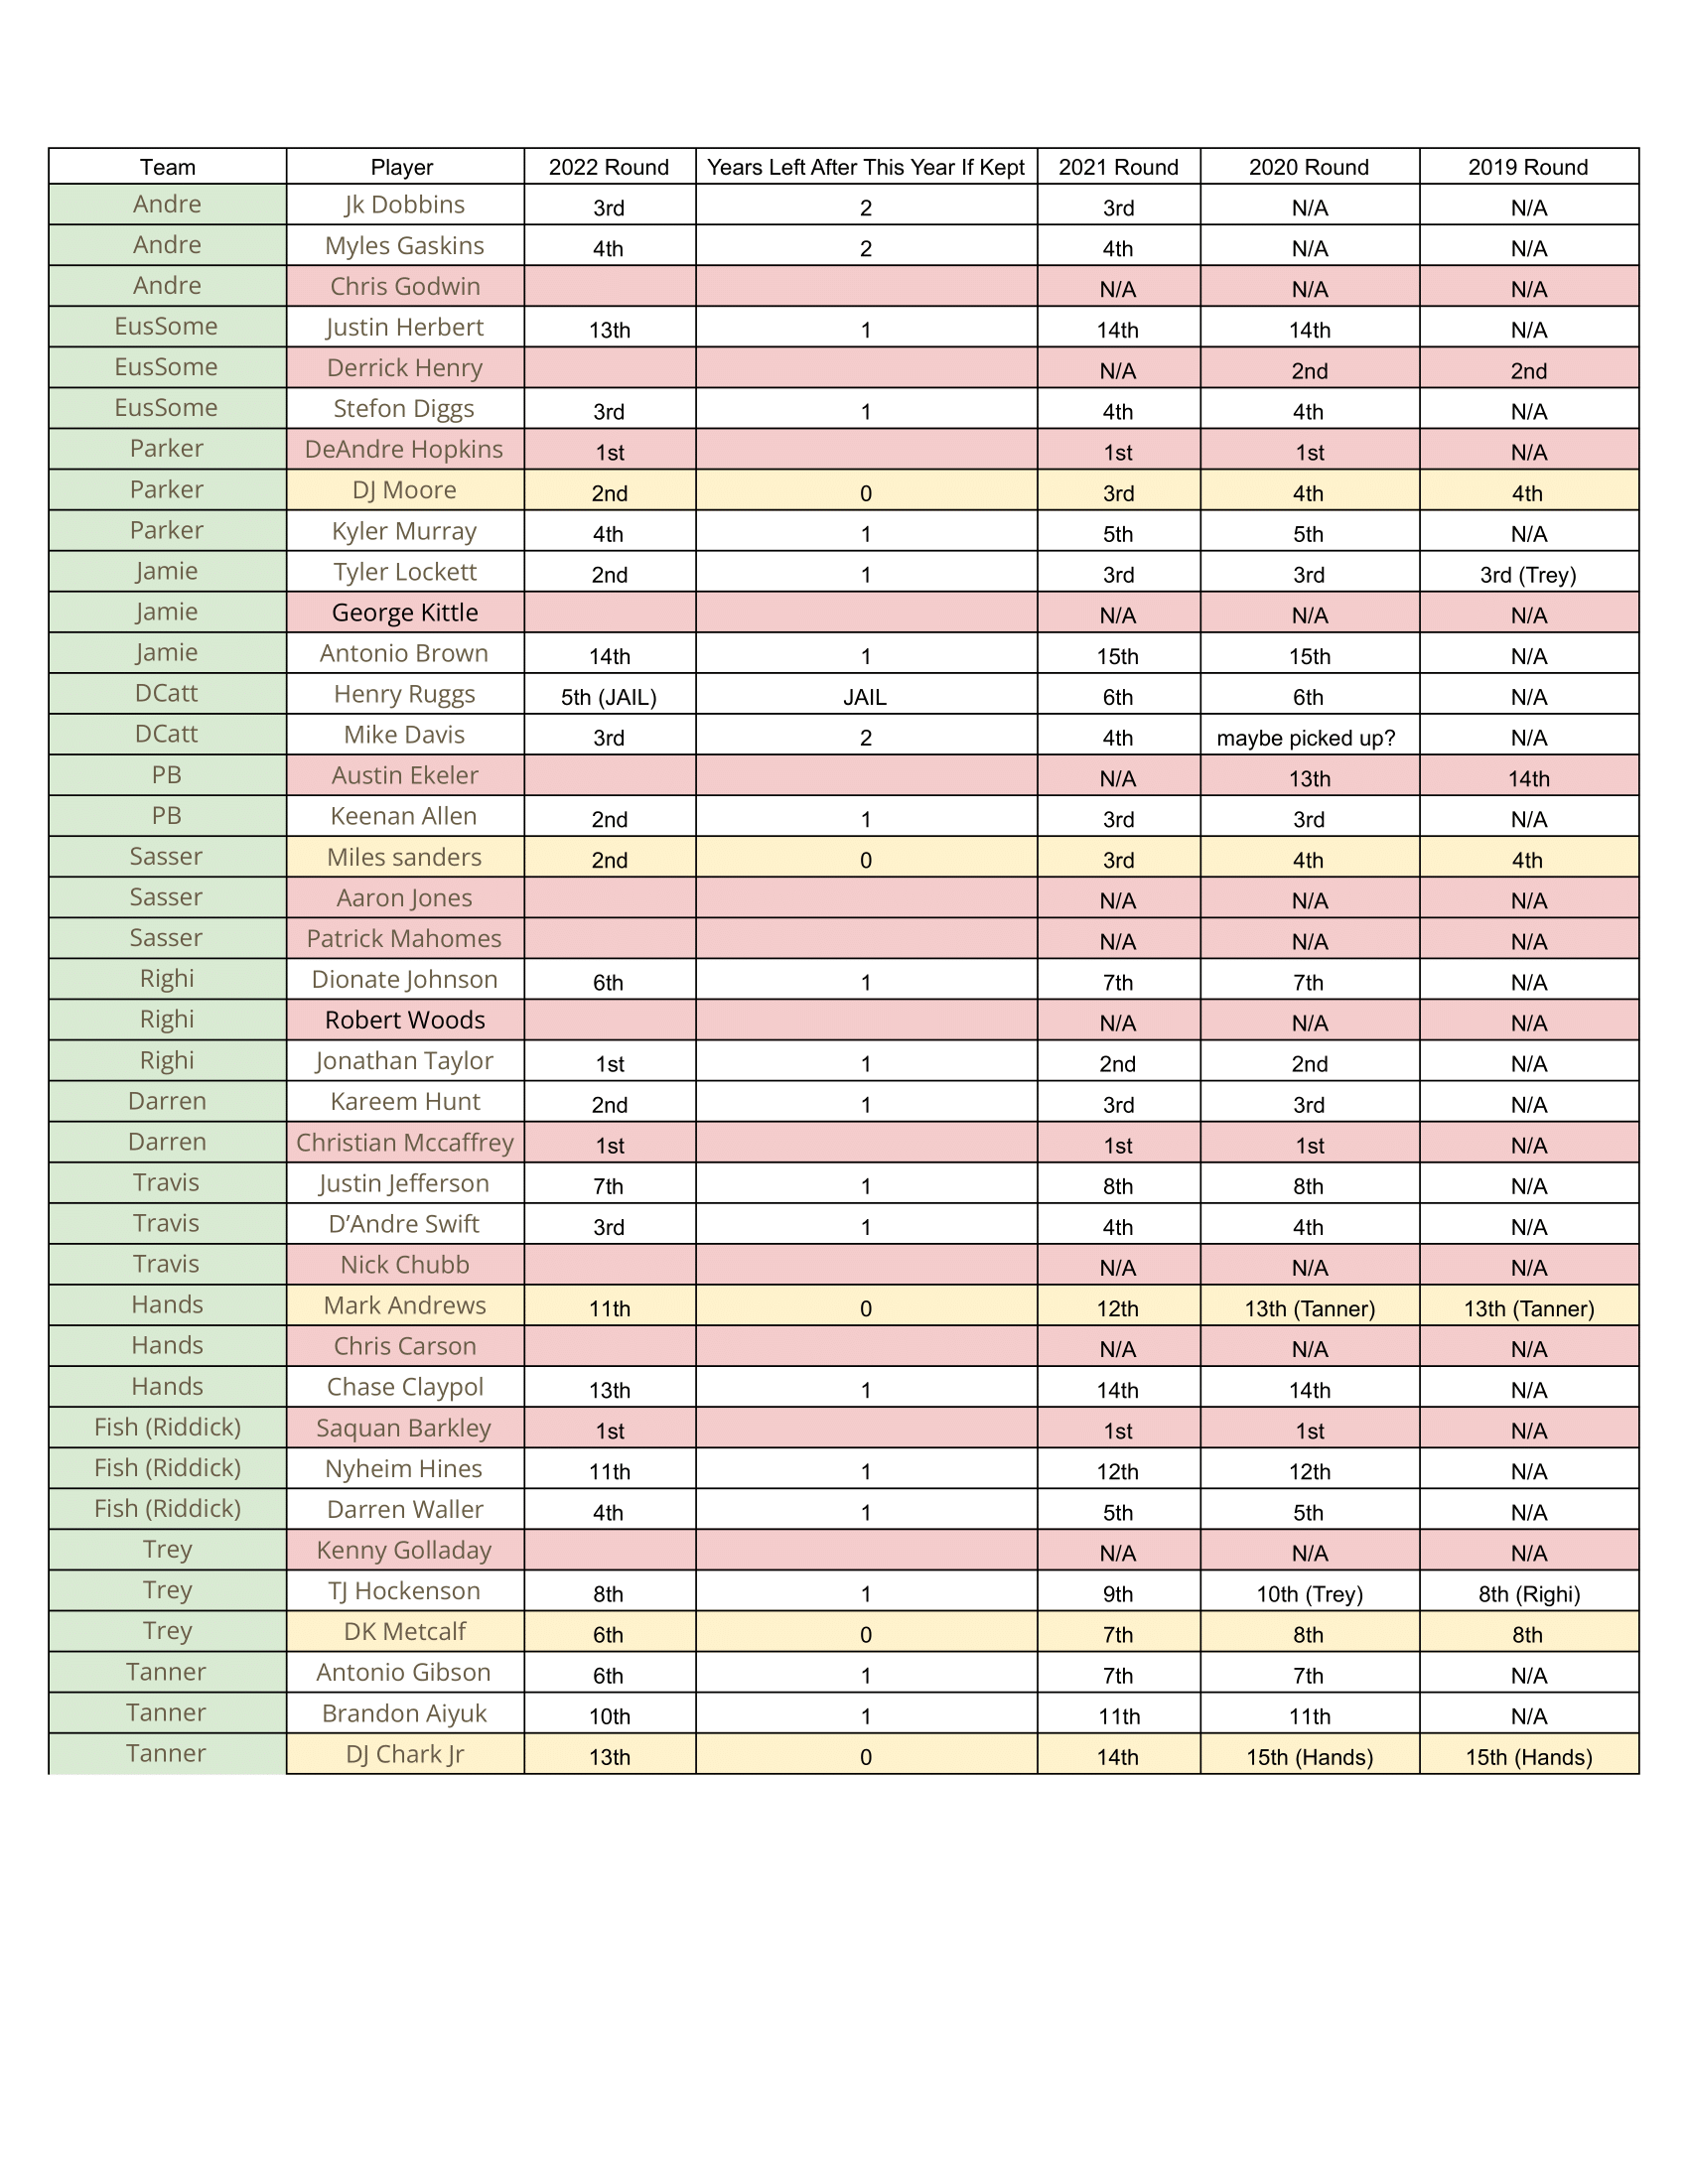 Team Player 2022 Round Years Left After This Year If Kept 2021 Round 2020 Round 2019 Round
Andre Jk Dobbins 3rd 2 3rd N/A N/A
Andre Myles Gaskins 4th 2 4th N/A N/A
Andre Chris Godwin N/A N/A N/A
EusSome Justin Herbert 13th 1 14th 14th N/A
EusSome Derrick Henry N/A 2nd 2nd
EusSome Stefon Diggs 3rd 1 4th 4th N/A
Parker DeAndre Hopkins 1st 1st 1st N/A
Parker DJ Moore 2nd 0 3rd 4th 4th
Parker Kyler Murray 4th 1 5th 5th N/A
Jamie Tyler Lockett 2nd 1 3rd 3rd 3rd (Trey)
Jamie George Kittle N/A N/A N/A
Jamie Antonio Brown 14th 1 15th 15th N/A
DCatt Henry Ruggs 5th (JAIL) JAIL 6th 6th N/A
DCatt Mike Davis 3rd 2 4th maybe picked up? N/A
PB Austin Ekeler N/A 13th 14th
PB Keenan Allen 2nd 1 3rd 3rd N/A
Sasser Miles sanders 2nd 0 3rd 4th 4th
Sasser Aaron Jones N/A N/A N/A
Sasser Patrick Mahomes N/A N/A N/A
Righi Dionate Johnson 6th 1 7th 7th N/A
Righi Robert Woods N/A N/A N/A
Righi Jonathan Taylor 1st 1 2nd 2nd N/A
Darren Kareem Hunt 2nd 1 3rd 3rd N/A
Darren Christian Mccaffrey 1st 1st 1st N/A
Travis Justin Jefferson 7th 1 8th 8th N/A
Travis D’Andre Swift 3rd 1 4th 4th N/A
Travis Nick Chubb N/A N/A N/A
Hands Mark Andrews 11th 0 12th 13th (Tanner) 13th (Tanner)
Hands Chris Carson N/A N/A N/A
Hands Chase Claypol 13th 1 14th 14th N/A
Fish (Riddick) Saquan Barkley 1st 1st 1st N/A
Fish (Riddick) Nyheim Hines 11th 1 12th 12th N/A
Fish (Riddick) Darren Waller 4th 1 5th 5th N/A
Trey Kenny Golladay N/A N/A N/A
Trey TJ Hockenson 8th 1 9th 10th (Trey) 8th (Righi)
Trey DK Metcalf 6th 0 7th 8th 8th
Tanner Antonio Gibson 6th 1 7th 7th N/A
Tanner Brandon Aiyuk 10th 1 11th 11th N/A
Tanner DJ Chark Jr 13th 0 14th 15th (Hands) 15th (Hands)